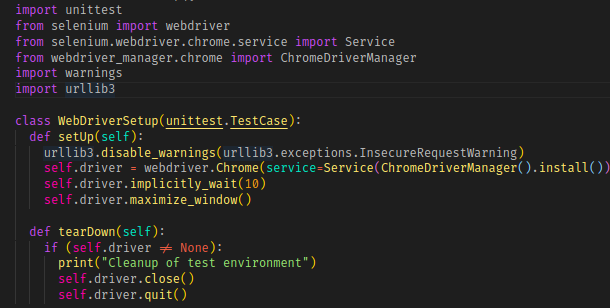 import unittest
from selenium import webdriver
from selenium.webdriver.chrome.service import Service
from webdriver_manager.chrome import ChromeDriverManager
import warnings
import urllib3

class WebDriverSetup(unittest.TestCase):
  def setUp(self):
    urllib3.disable_warnings(urllib3.exceptions.InsecureRequestWarning)
    self.driver = webdriver.Chrome(service=Service(ChromeDriverManager().install())
    self.driver.implicitly_wait(10)
    self.driver.maximize_window()

  def tearDown(self):
    if (self.driver ≠ None):
      print("Cleanup of test environment")
      self.driver.close()
      self.driver.quit()